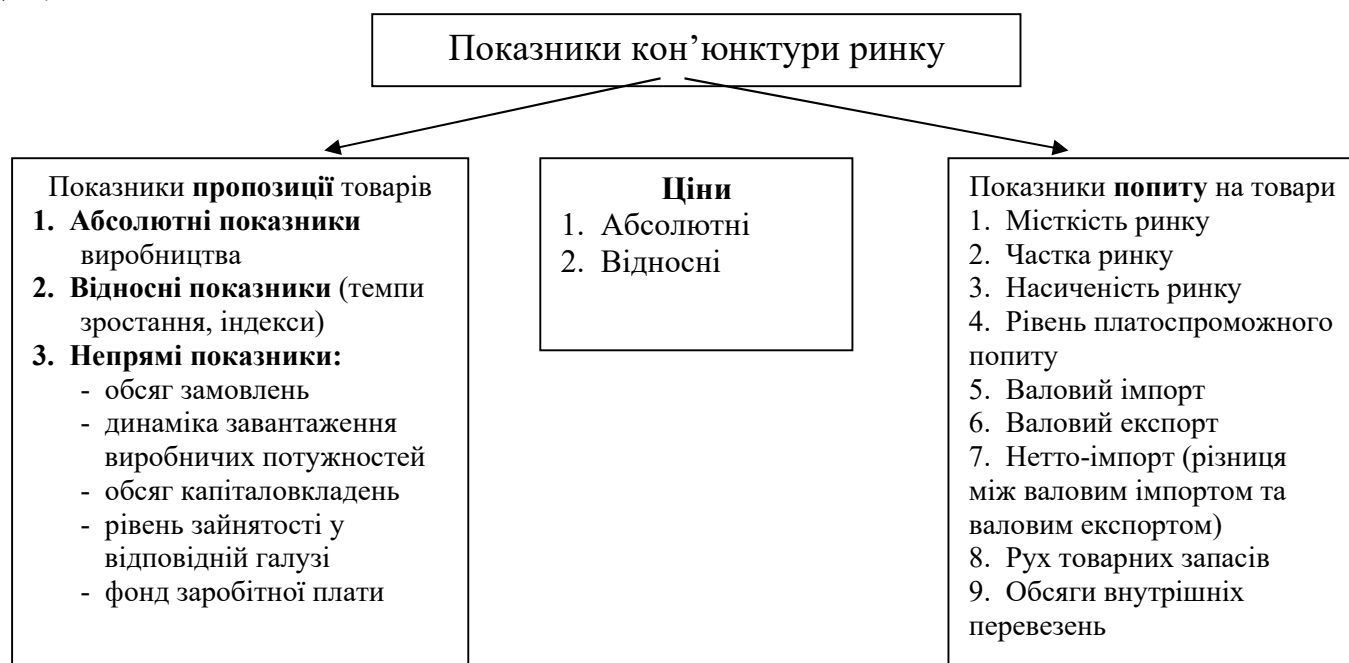 Показники кон’юнктури ринку
Показники пропозиції товарів
1. Абсолютні показники
виробництва
2. Відносні показники (темпи
зростання, індекси)
3. Непрямі показники:
- обсяг замовлень
- динаміка завантаження
виробничих потужностей
- обсяг капіталовкладень
- рівень зайнятості у
відповідній галузі
- фонд заробітної плати
Ціни
1. Абсолютні
2. Відносні
Показники попиту на товари
1. Місткість ринку
2. Частка ринку
3. Насиченість ринку
4. Рівень платоспроможного
попиту
5. Валовий імпорт
6. Валовий експорт
7. Нетто-імпорт (різниця
між валовим імпортом та
валовим експортом)
8. Рух товарних запасів
9. Обсяги внутрішніх
перевезень